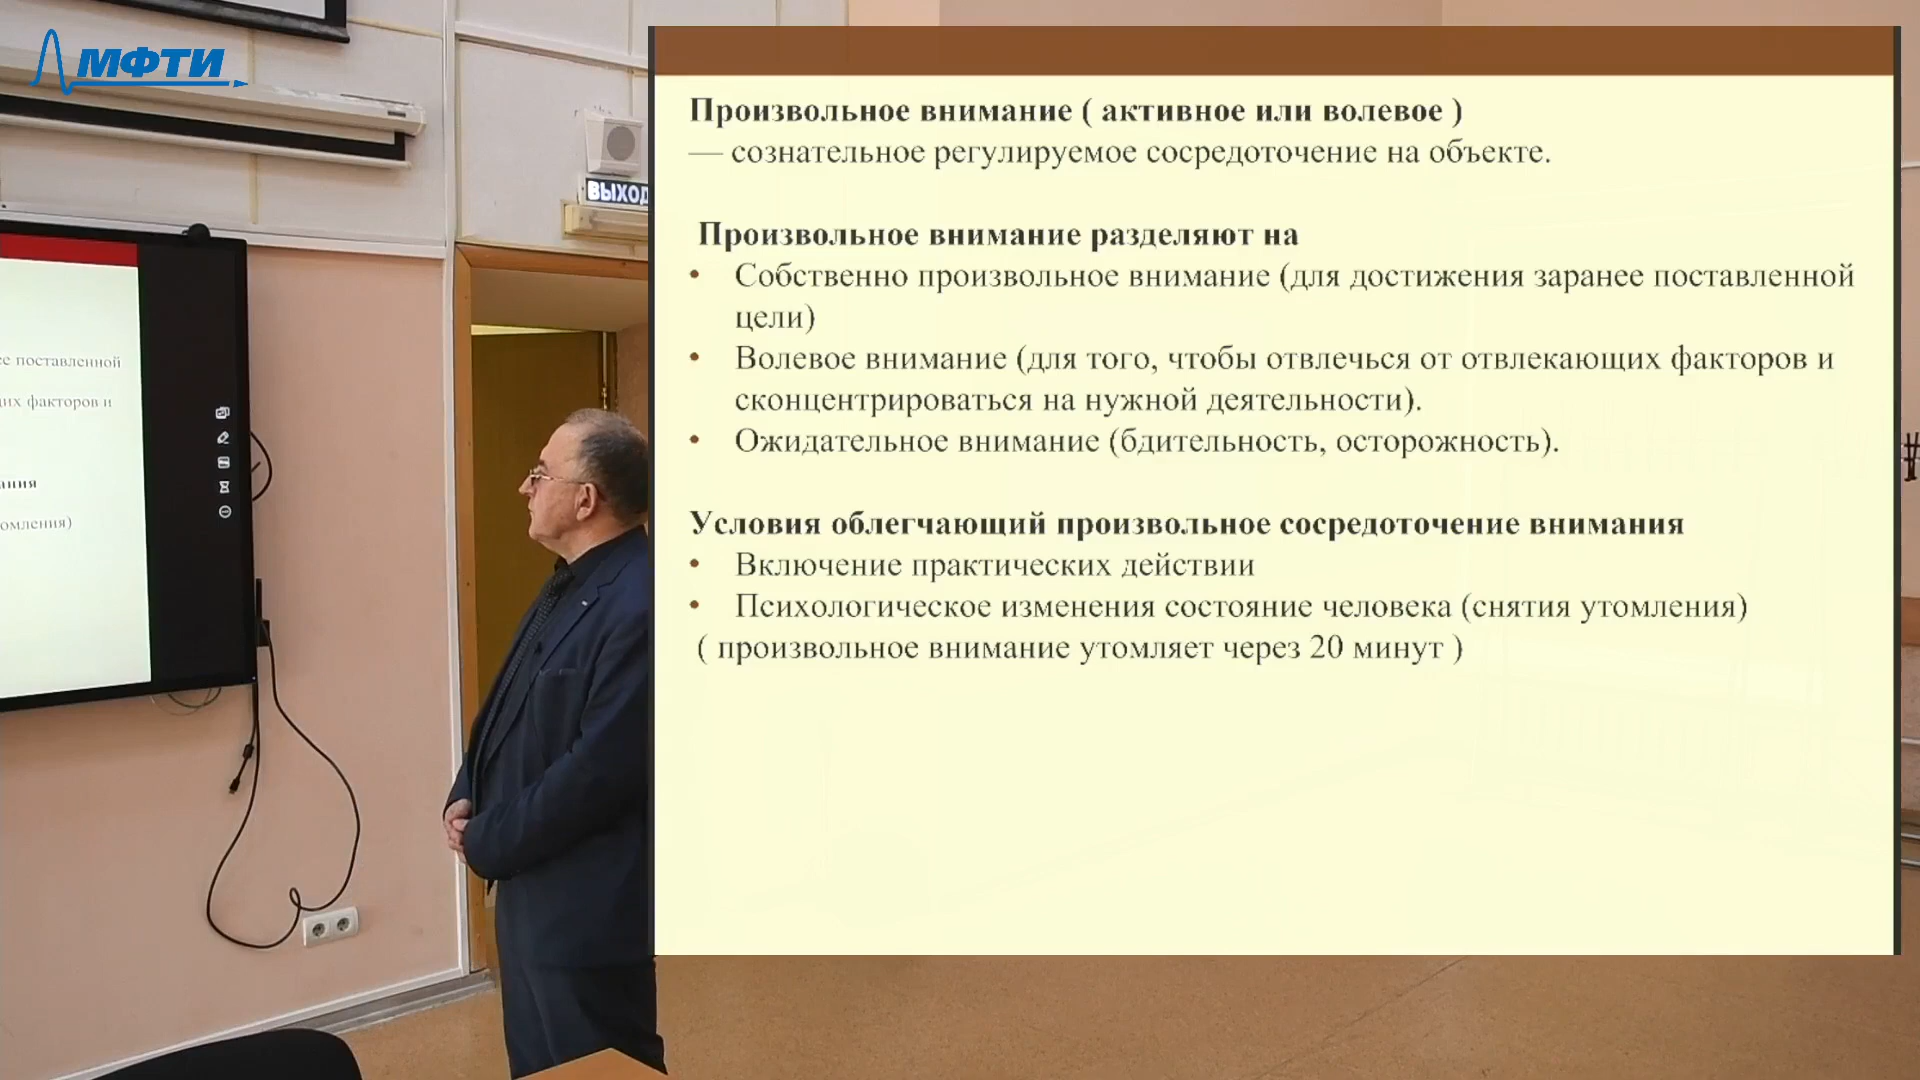 МФТИ
ВЫХОД
Произвольное внимание ( активное или волевое )
— сознательное регулируемое сосредоточение на объекте.
Произвольное внимание разделяют на
• Собственно произвольное внимание (для достижения заранее поставленной
цели)
• Волевое внимание (для того, чтобы отвлечься от отвлекающих факторов и
сконцентрироваться на нужной деятельности).
• Ожидательное внимание (бдительность, осторожность).
Условия облегчающий произвольное сосредоточение внимания
• Включение практических действии
• Психологическое изменения состояние человека (снятия утомления)
( произвольное внимание утомляет через 20 минут )
поставленной
факторов и